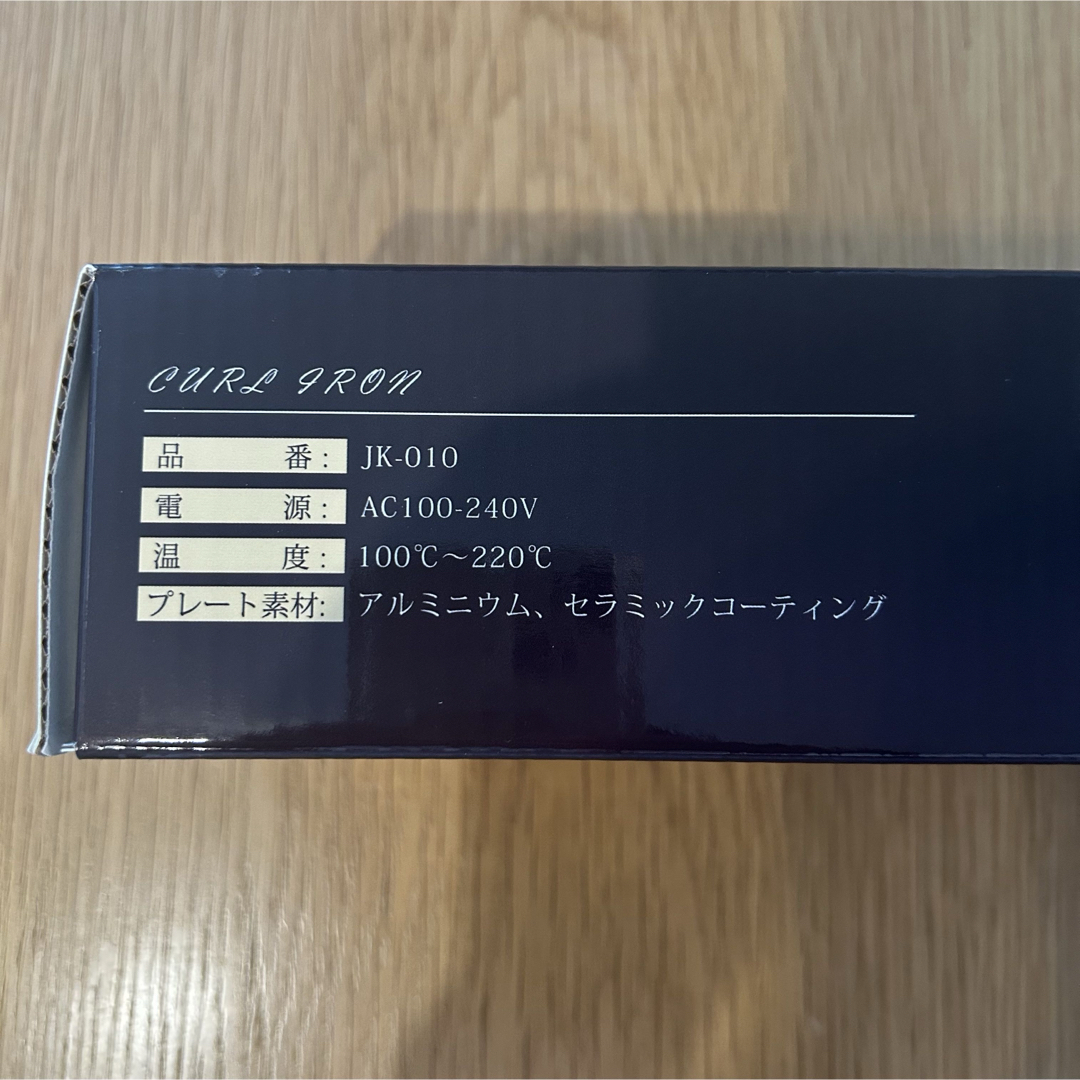 CURL IRON
品番: JK-010
電源: AC100-240V
温度: 100℃～220℃
プレート素材: アルミニウム、セラミックコーティング